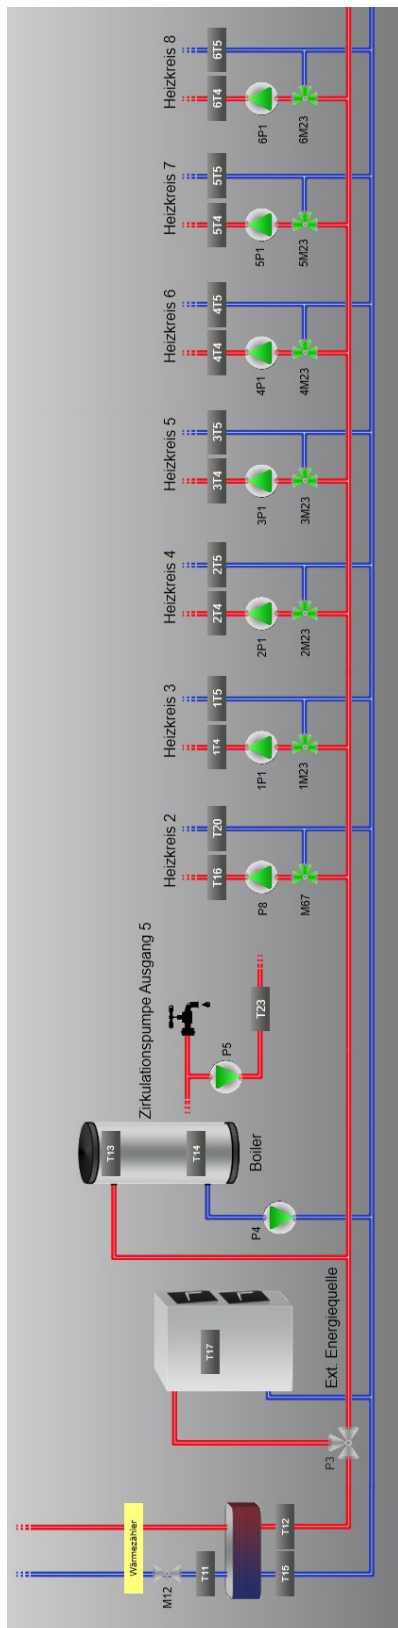 Wärmezähler
M12
T11
T15
T12
P3
Ext. Energiequelle
T17
Boiler
T13
T14
P4
Zirkulationspumpe Ausgang 5
P5
T23
Heizkreis 2
T16
T20
P8
M67
Heizkreis 3
1T4
1T5
1P1
1M23
Heizkreis 4
2T4
2T5
2P1
2M23
Heizkreis 5
3T4
3T5
3P1
3M23
Heizkreis 6
4T4
4T5
4P1
4M23
Heizkreis 7
5T4
5T5
5P1
5M23
Heizkreis 8
6T4
6T5
6P1
6M23